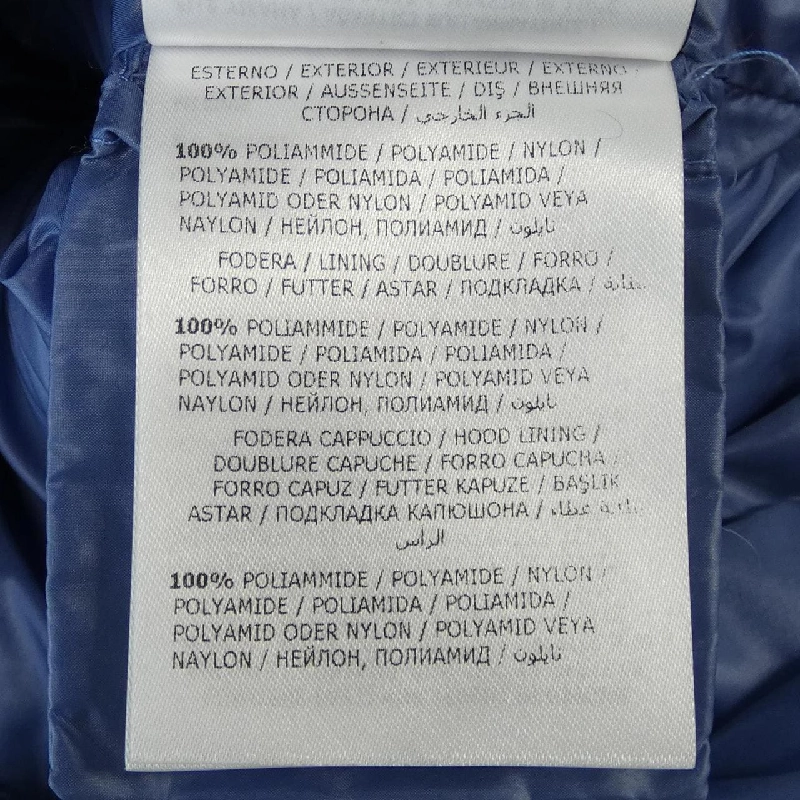 ESTERNO / EXTERIOR / EXTERIEUR / EXTERNO
EXTERIOR / AUSSENSEITE / DIŞ / ВНЕШНЯЯ
СТОРОНА / الجزء الخارجي
100% POLIAMMIDE / POLYAMIDE / NYLON /
POLYAMIDE / POLIAMIDA / POLIAMIDA /
POLYAMID ODER NYLON / POLYAMID VEYA
NAYLON / НЕЙЛОН, ПОЛИАМИД / نايلون
FODERA / LINING / DOUBLURE / FORRO /
FORRO / FUTTER / ASTAR / ПОДКЛАДКА /
100% POLIAMMIDE / POLYAMIDE / NYLON /
POLYAMIDE / POLIAMIDA / POLIAMIDA /
POLYAMID ODER NYLON / POLYAMID VEYA
NAYLON / НЕЙЛОН, ПОЛИАМИД / نايلون
FODERA CAPPUCCIO / HOOD LINING /
DOUBLURE CAPUCHE / FORRO CAPUCHA /
FORRO CAPUZ / FUTTER KAPUZE / BAŞLIK
ASTAR / ПОДКЛАДКА КАПЮШОНА / غطاء
الرأس
100% POLIAMMIDE / POLYAMIDE / NYLON /
POLYAMIDE / POLIAMIDA / POLIAMIDA /
POLYAMID ODER NYLON / POLYAMID VEYA
NAYLON / НЕЙЛОН, ПОЛИАМИД / نايلون